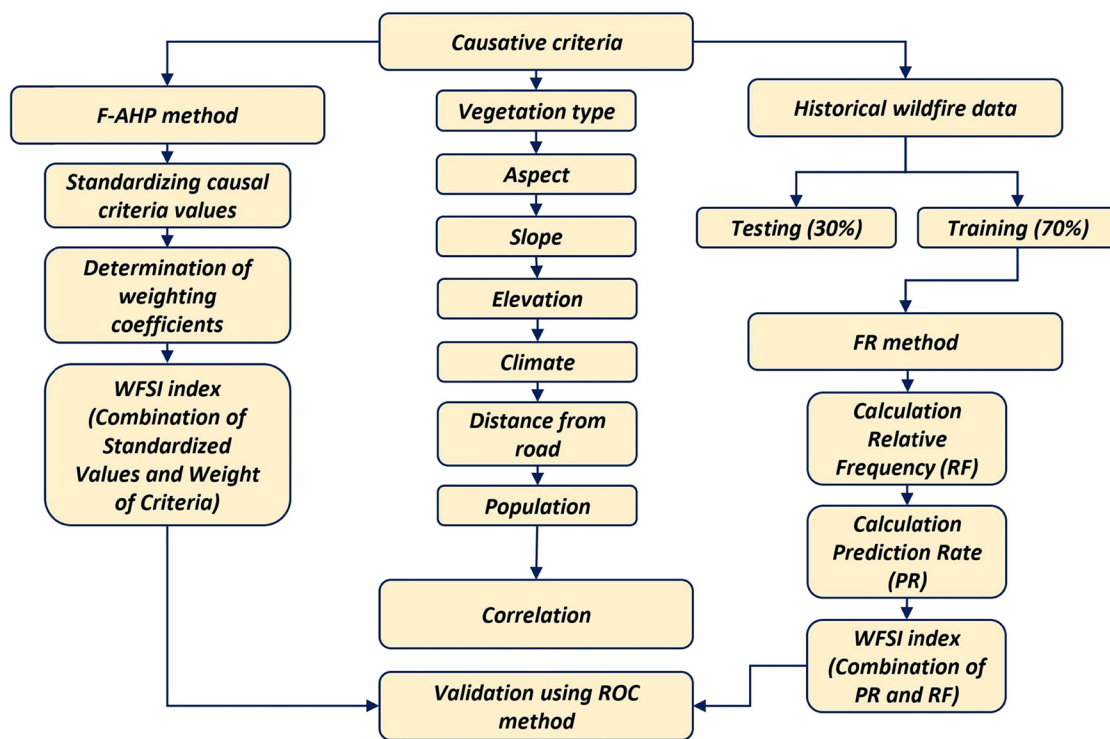 Causative criteria
F-AHP method
Standardizing causal
criteria values
Determination of
weighting
coefficients
WFSI index
(Combination of
Standardized
Values and Weight
of Criteria)
Vegetation type
Aspect
Slope
Elevation
Climate
Distance from
road
Population
Correlation
Historical wildfire data
Testing (30%)
Training (70%)
FR method
Calculation
Relative
Frequency (RF)
Calculation
Prediction Rate
(PR)
WFSI index
(Combination of
PR and RF)
Validation using ROC
method